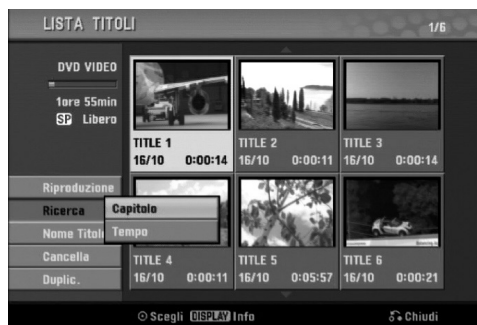 LISTA TITOLI
1/6
DVD VIDEO
1ore 55min
SP Libero
TITLE 1
16/10 0:00:14
TITLE 2
16/10 0:00:11
TITLE 3
16/10 0:00:14
Riproduzione
Ricerca
Capitolo
Tempo
Nome Titolo
Cancella
Duplic.
TITLE 4
16/10 0:00:11
TITLE 5
16/10 0:05:57
TITLE 6
16/10 0:00:21
Scegli DISPLAY Info
Chiudi